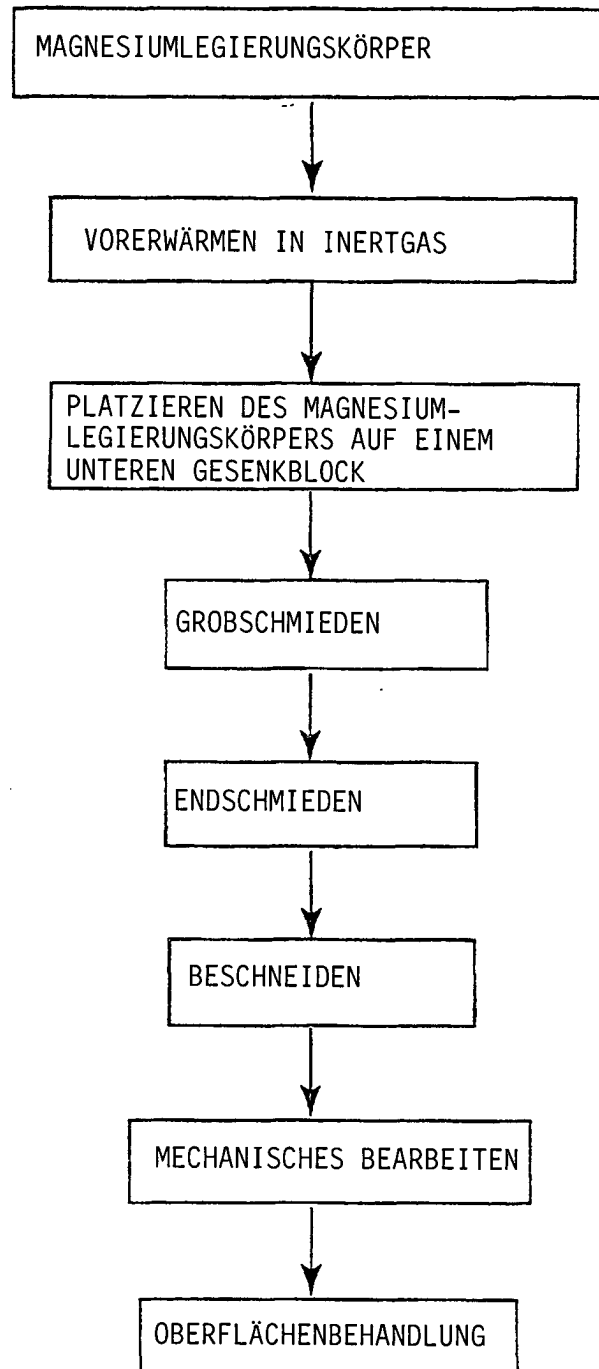 MAGNESIUMLEGIERUNGSKÖRPER
VORERWÄRMEN IN INERTGAS
PLATZIEREN DES MAGNESIUM-
LEGIERUNGSKÖRPERS AUF EINEM
UNTEREN GESENKBLOCK
GROBSCHMIEDEN
ENDSCHMIEDEN
BESCHNEIDEN
MECHANISCHES BEARBEITEN
OBERFLÄCHENBEHANDLUNG